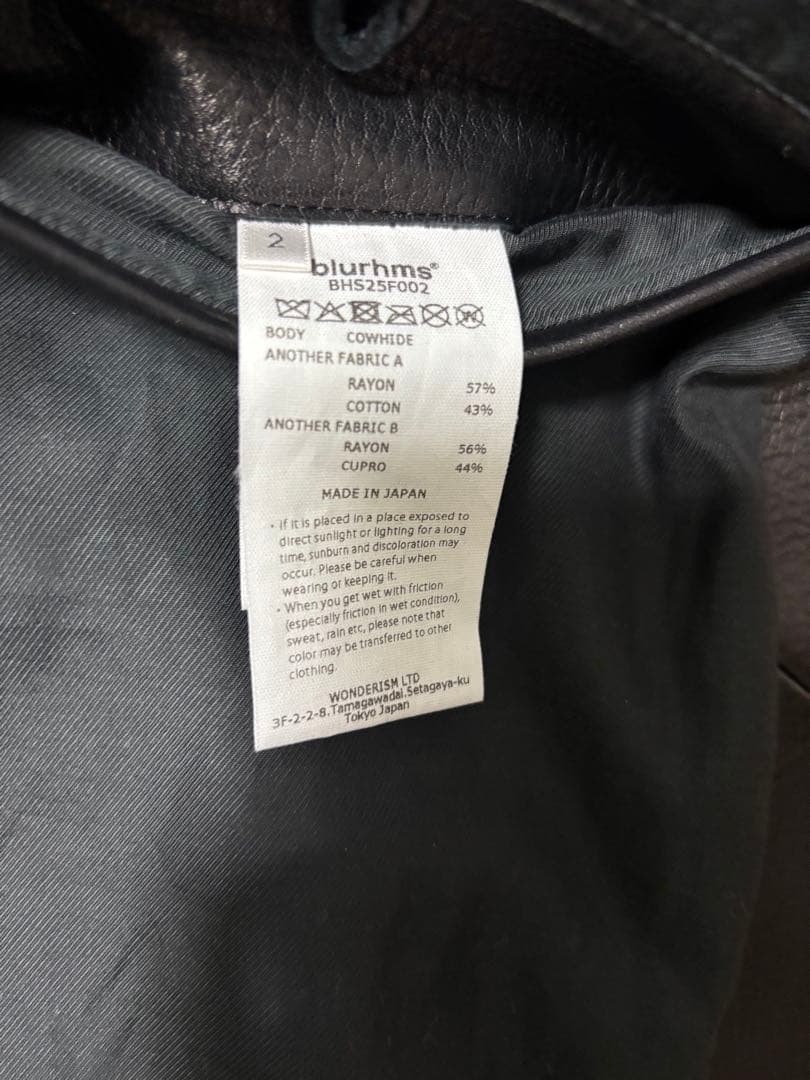 2
blurhms®
BHS25F002
BODY COWHIDE
ANOTHER FABRIC A
RAYON 57%
COTTON 43%
ANOTHER FABRIC B
RAYON 56%
CUPRO 44%
MADE IN JAPAN
・If it is placed in a place exposed to
direct sunlight or lighting for a long
time, sunburn and discoloration may
occur. Please be careful when
wearing or keeping it.
・When you get wet with friction
(especially friction in wet condition),
sweat, rain etc, please note that
color may be transferred to other
clothing.
WONDERISM LTD
3F-2-2-8.Tamagawadai.Setagaya-ku
Tokyo Japan